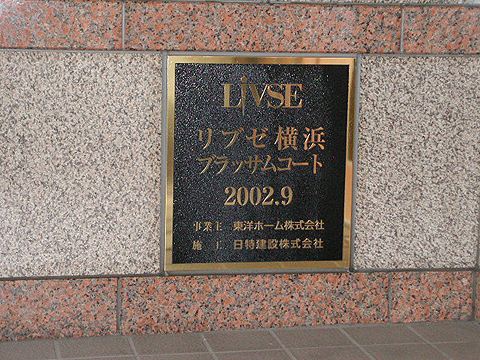 LiVSE
リブゼ横浜
ブラッサムコート
2002.9
事業主 東洋ホーム株式会社
施工 日特建設株式会社